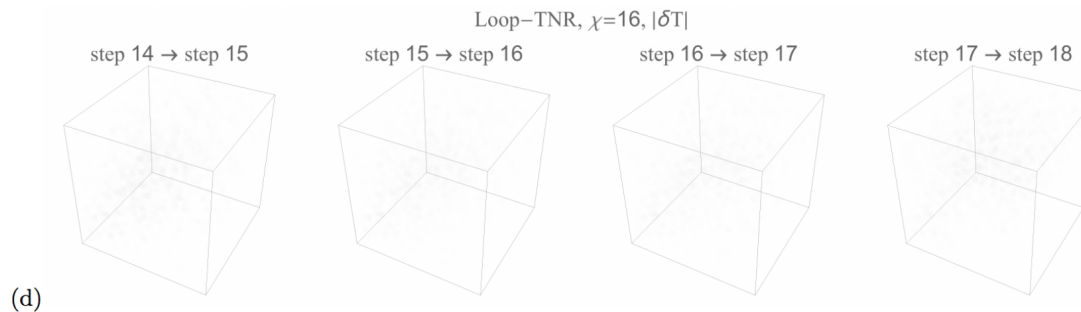 Loop−TNR, χ=16, |δT|
step 14 → step 15
step 15 → step 16
step 16 → step 17
step 17 → step 18
(d)